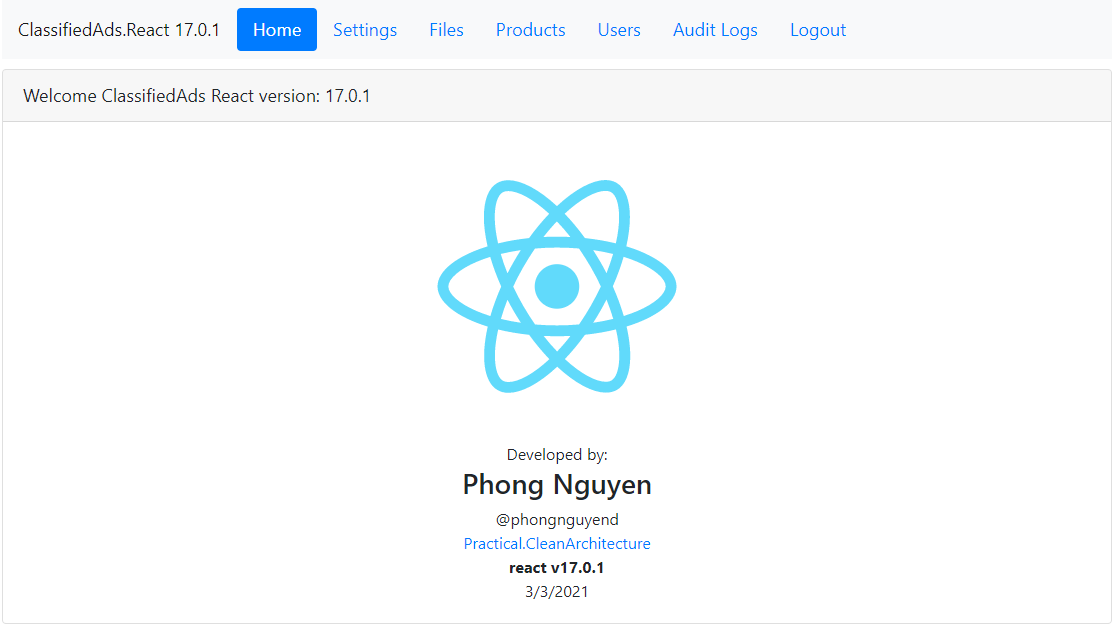 ClassifiedAds.React 17.0.1 Home Settings Files Products Users Audit Logs Logout
Welcome ClassifiedAds React version: 17.0.1
Developed by:
Phong Nguyen
@phongnguyend
Practical.CleanArchitecture
react v17.0.1
3/3/2021